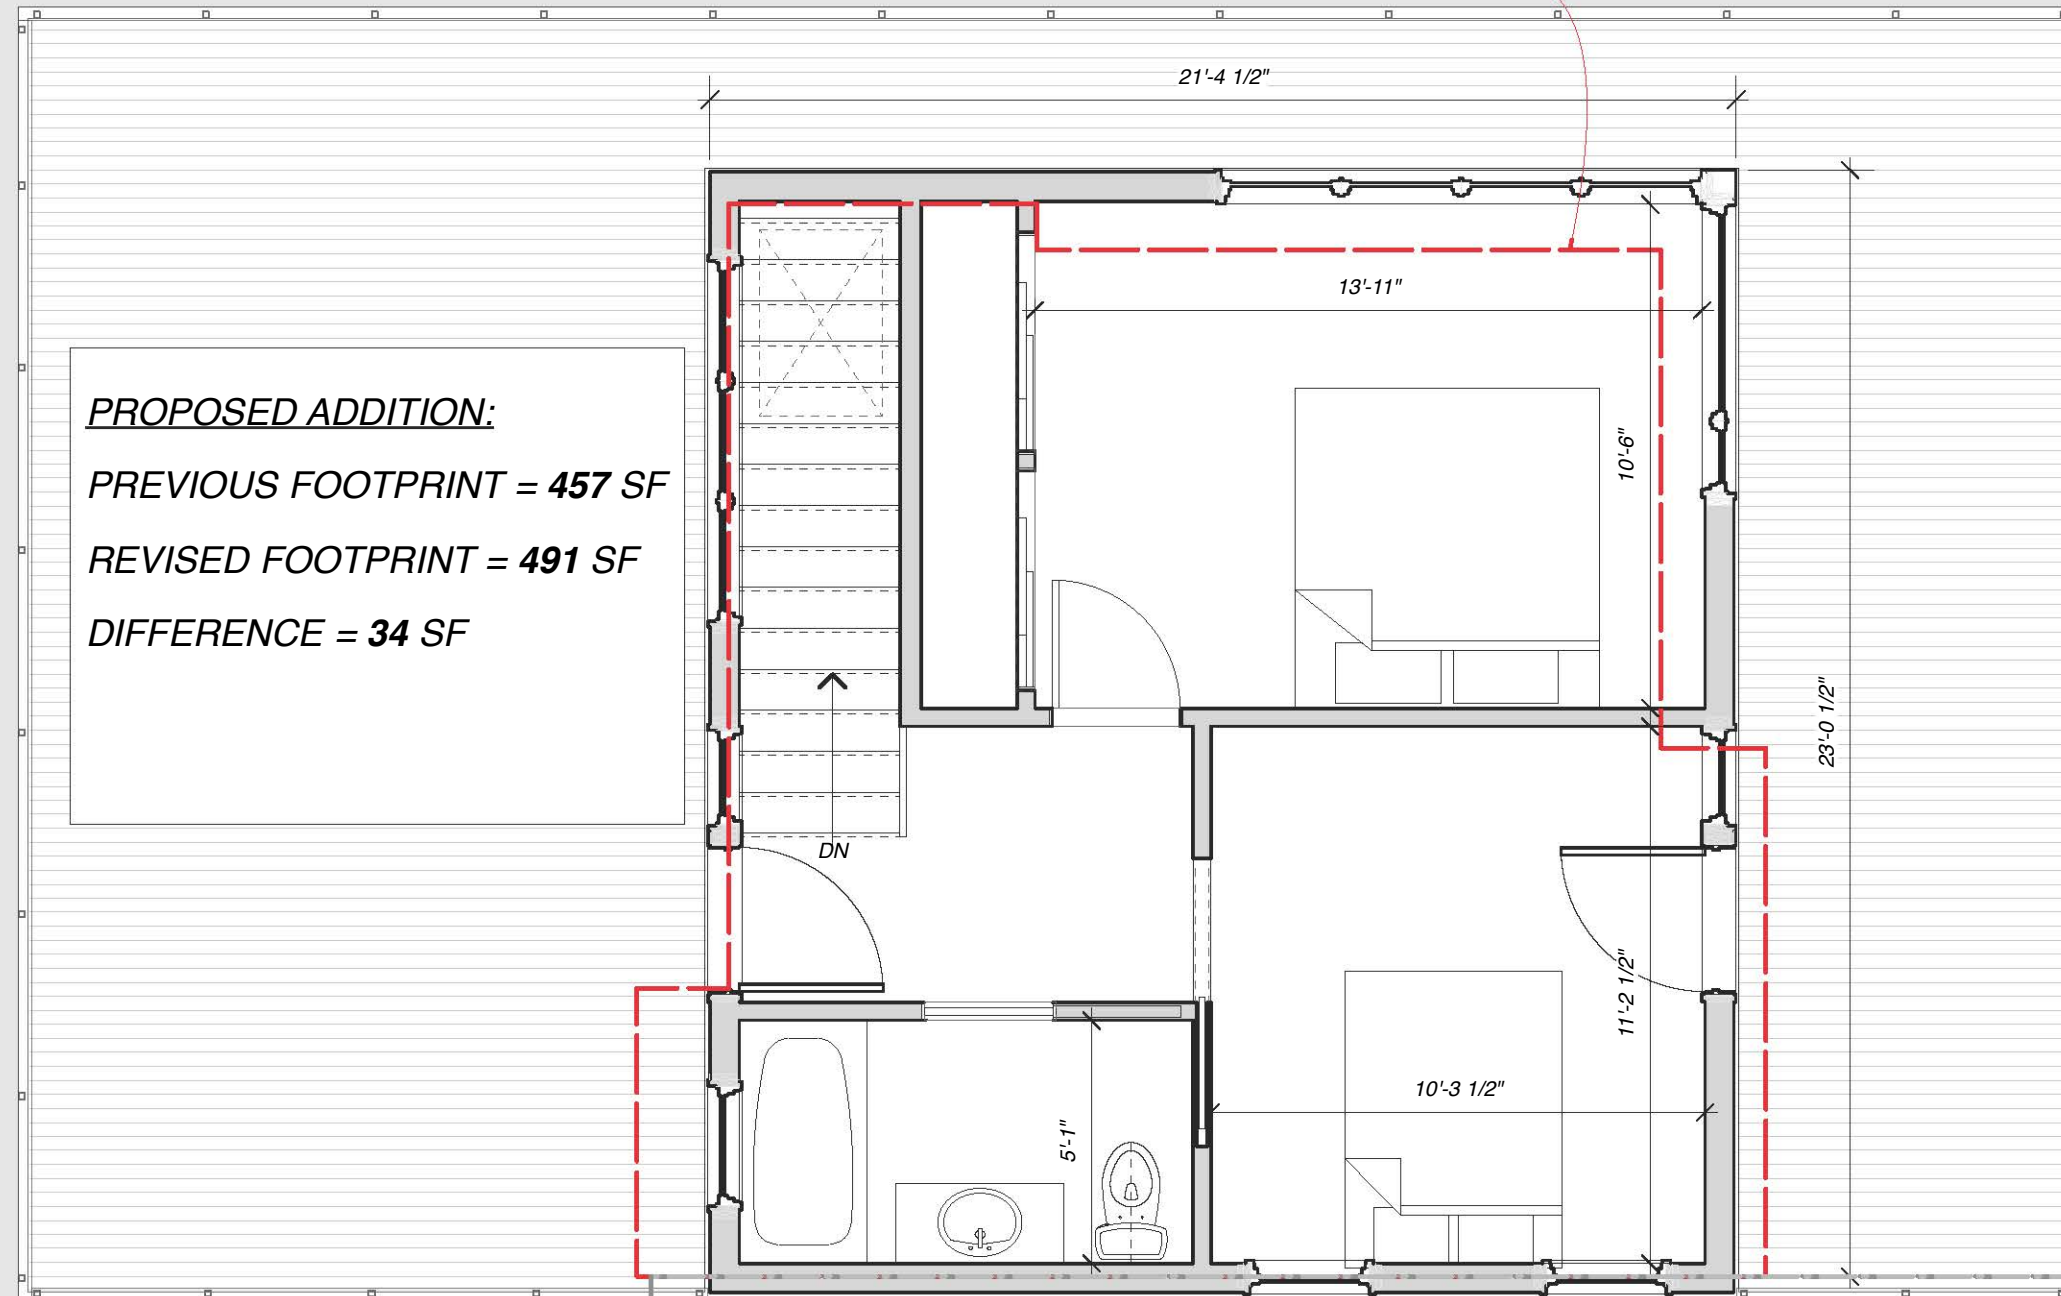 21'-4 1/2"
13'-11"
PROPOSED ADDITION:
PREVIOUS FOOTPRINT = 457 SF
REVISED FOOTPRINT = 491 SF
DIFFERENCE = 34 SF
10'-6"
23'-0 1/2"
DN
11'-2 1/2"
10'-3 1/2"
5'-1"